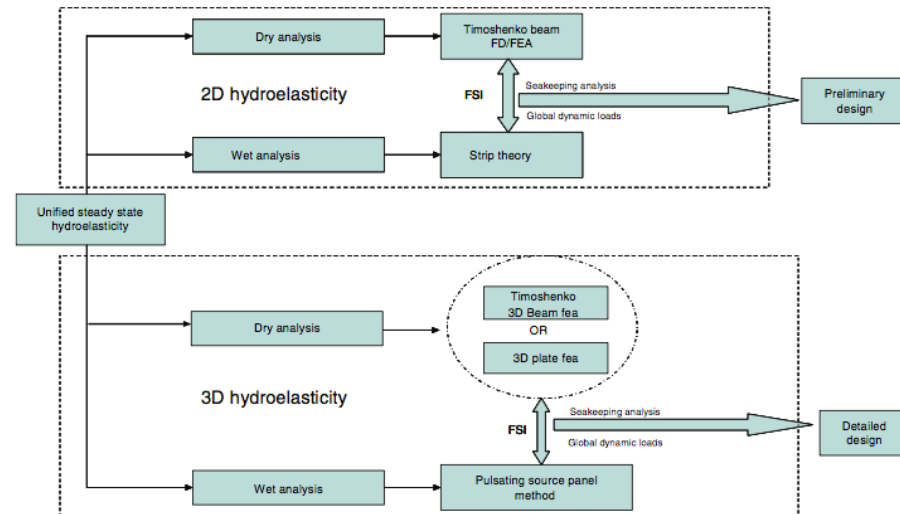 Dry analysis
Timoshenko beam
FD/FEA
2D hydroelasticity
FSI
Seakeeping analysis
Global dynamic loads
Preliminary
design
Wet analysis
Strip theory
Unified steady state
hydroelasticity
Timoshenko
3D Beam fea
OR
3D plate fea
Dry analysis
3D hydroelasticity
FSI
Seakeeping analysis
Global dynamic loads
Detailed
design
Wet analysis
Pulsating source panel
method